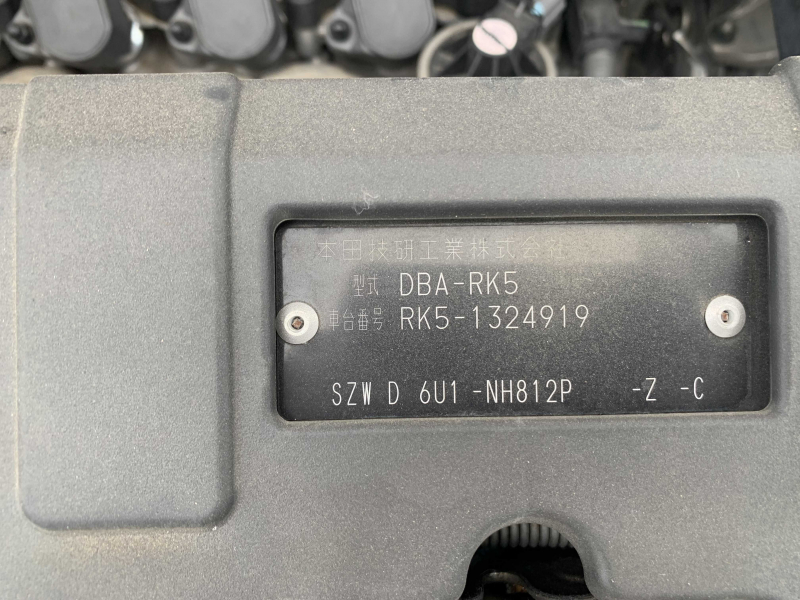 本田技研工業株式会社
型式 DBA-RK5
車台番号 RK5-1324919
SZW D 6U1 -NH812P -Z -C